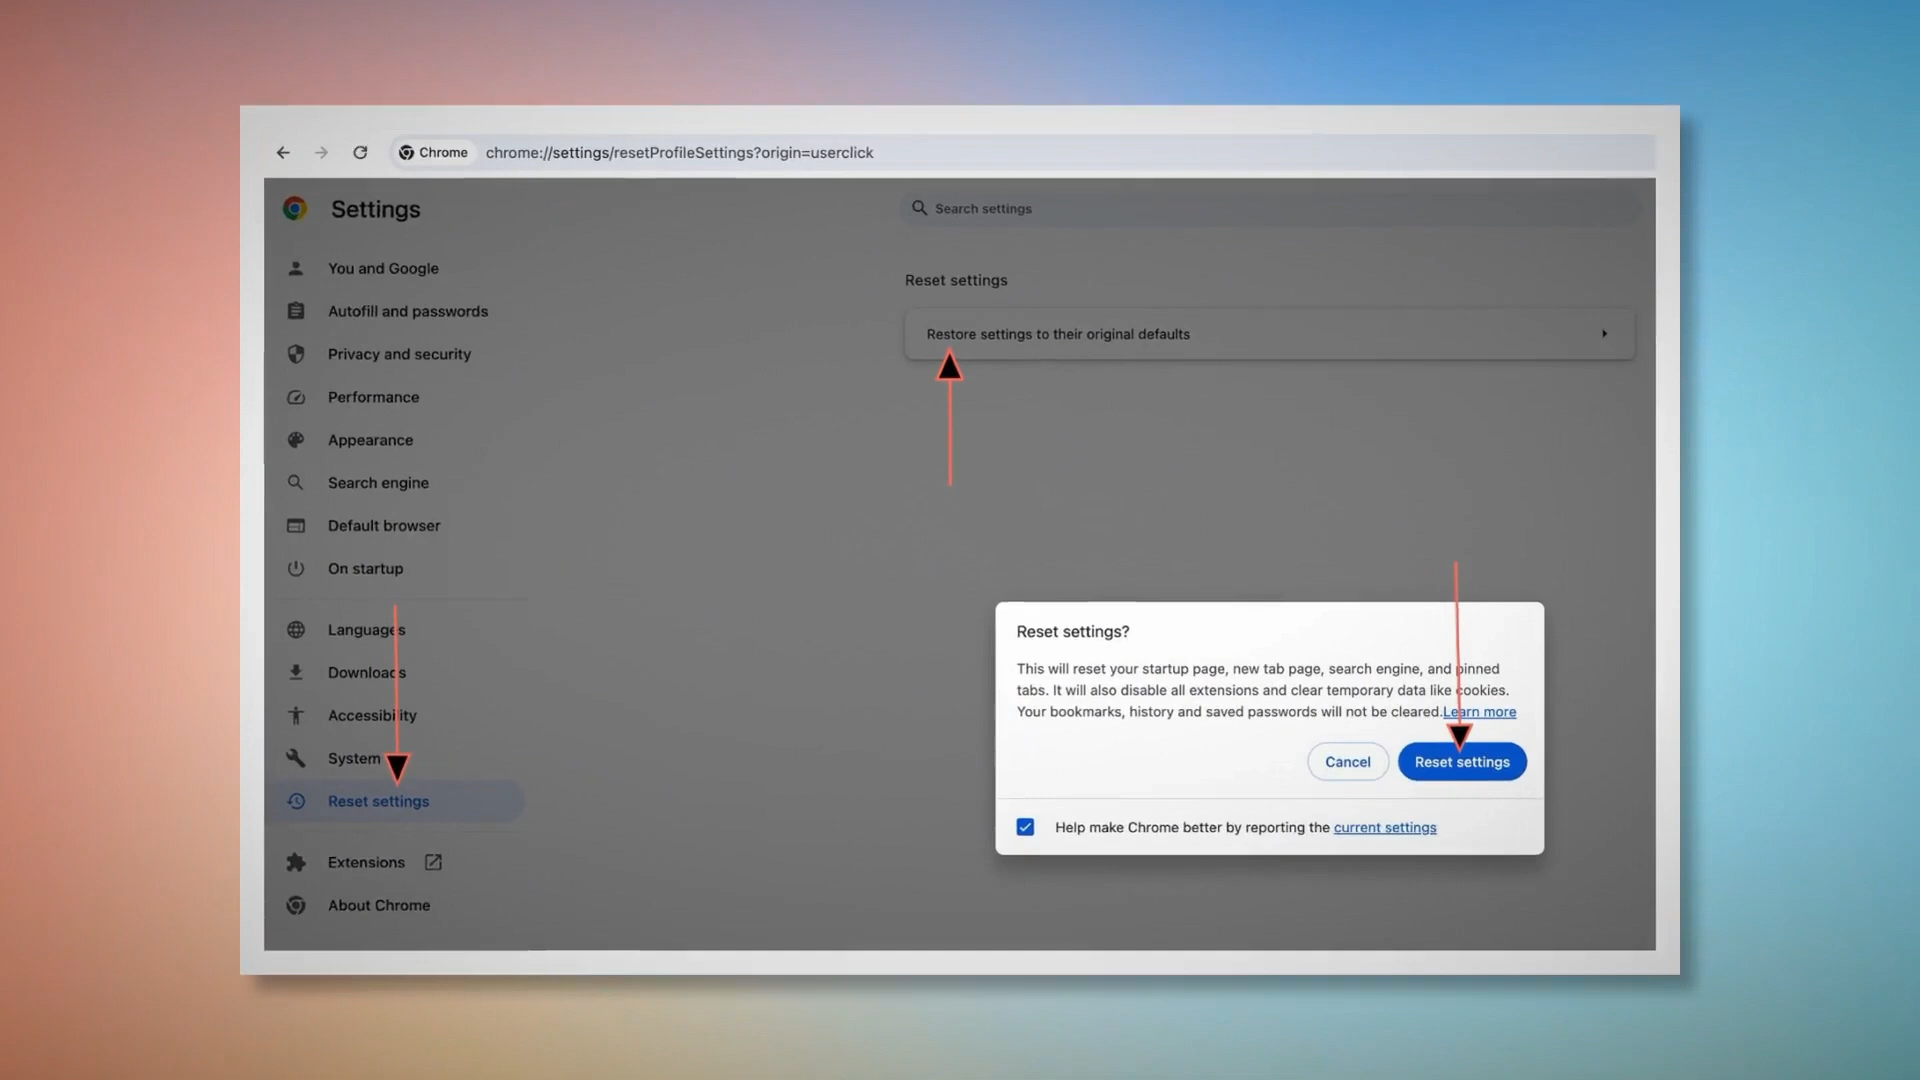 Chrome chrome://settings/resetProfileSettings?origin=userclick
Settings
Search settings
You and Google
Autofill and passwords
Privacy and security
Performance
Appearance
Search engine
Default browser
On startup
Languages
Downloads
Accessibility
System
Reset settings
Extensions
About Chrome
Reset settings
Restore settings to their original defaults
Reset settings?
This will reset your startup page, new tab page, search engine, and pinned
tabs. It will also disable all extensions and clear temporary data like cookies.
Your bookmarks, history and saved passwords will not be cleared.Learn more
Cancel
Reset settings
Help make Chrome better by reporting the current settings